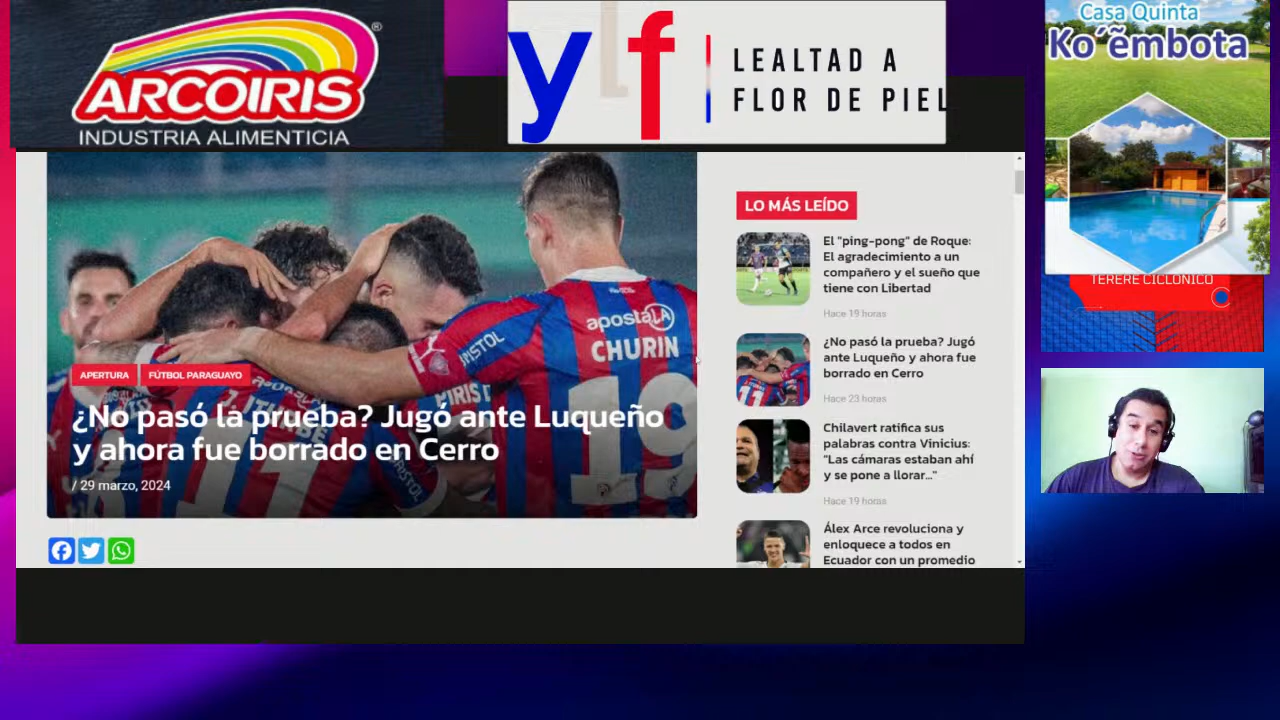 ARCOIRIS
®
INDUSTRIA ALIMENTICIA
yf
LEALTAD A
FLOR DE PIEL
Casa Quinta
Ko´ẽmbota
TERERE CICLONICO
apostaLA
CHURIN
19
PRISTOL
11
APERTURA
FÚTBOL PARAGUAYO
¿No pasó la prueba? Jugó ante Luqueño
y ahora fue borrado en Cerro
/ 29 marzo, 2024
LO MÁS LEÍDO
El "ping-pong" de Roque:
El agradecimiento a un
compañero y el sueño que
tiene con Libertad
Hace 19 horas
¿No pasó la prueba? Jugó
ante Luqueño y ahora fue
borrado en Cerro
Hace 23 horas
Chilavert ratifica sus
palabras contra Vinicius:
"Las cámaras estaban ahí
y se pone a llorar..."
Hace 19 horas
Álex Arce revoluciona y
enloquece a todos en
Ecuador con un promedio